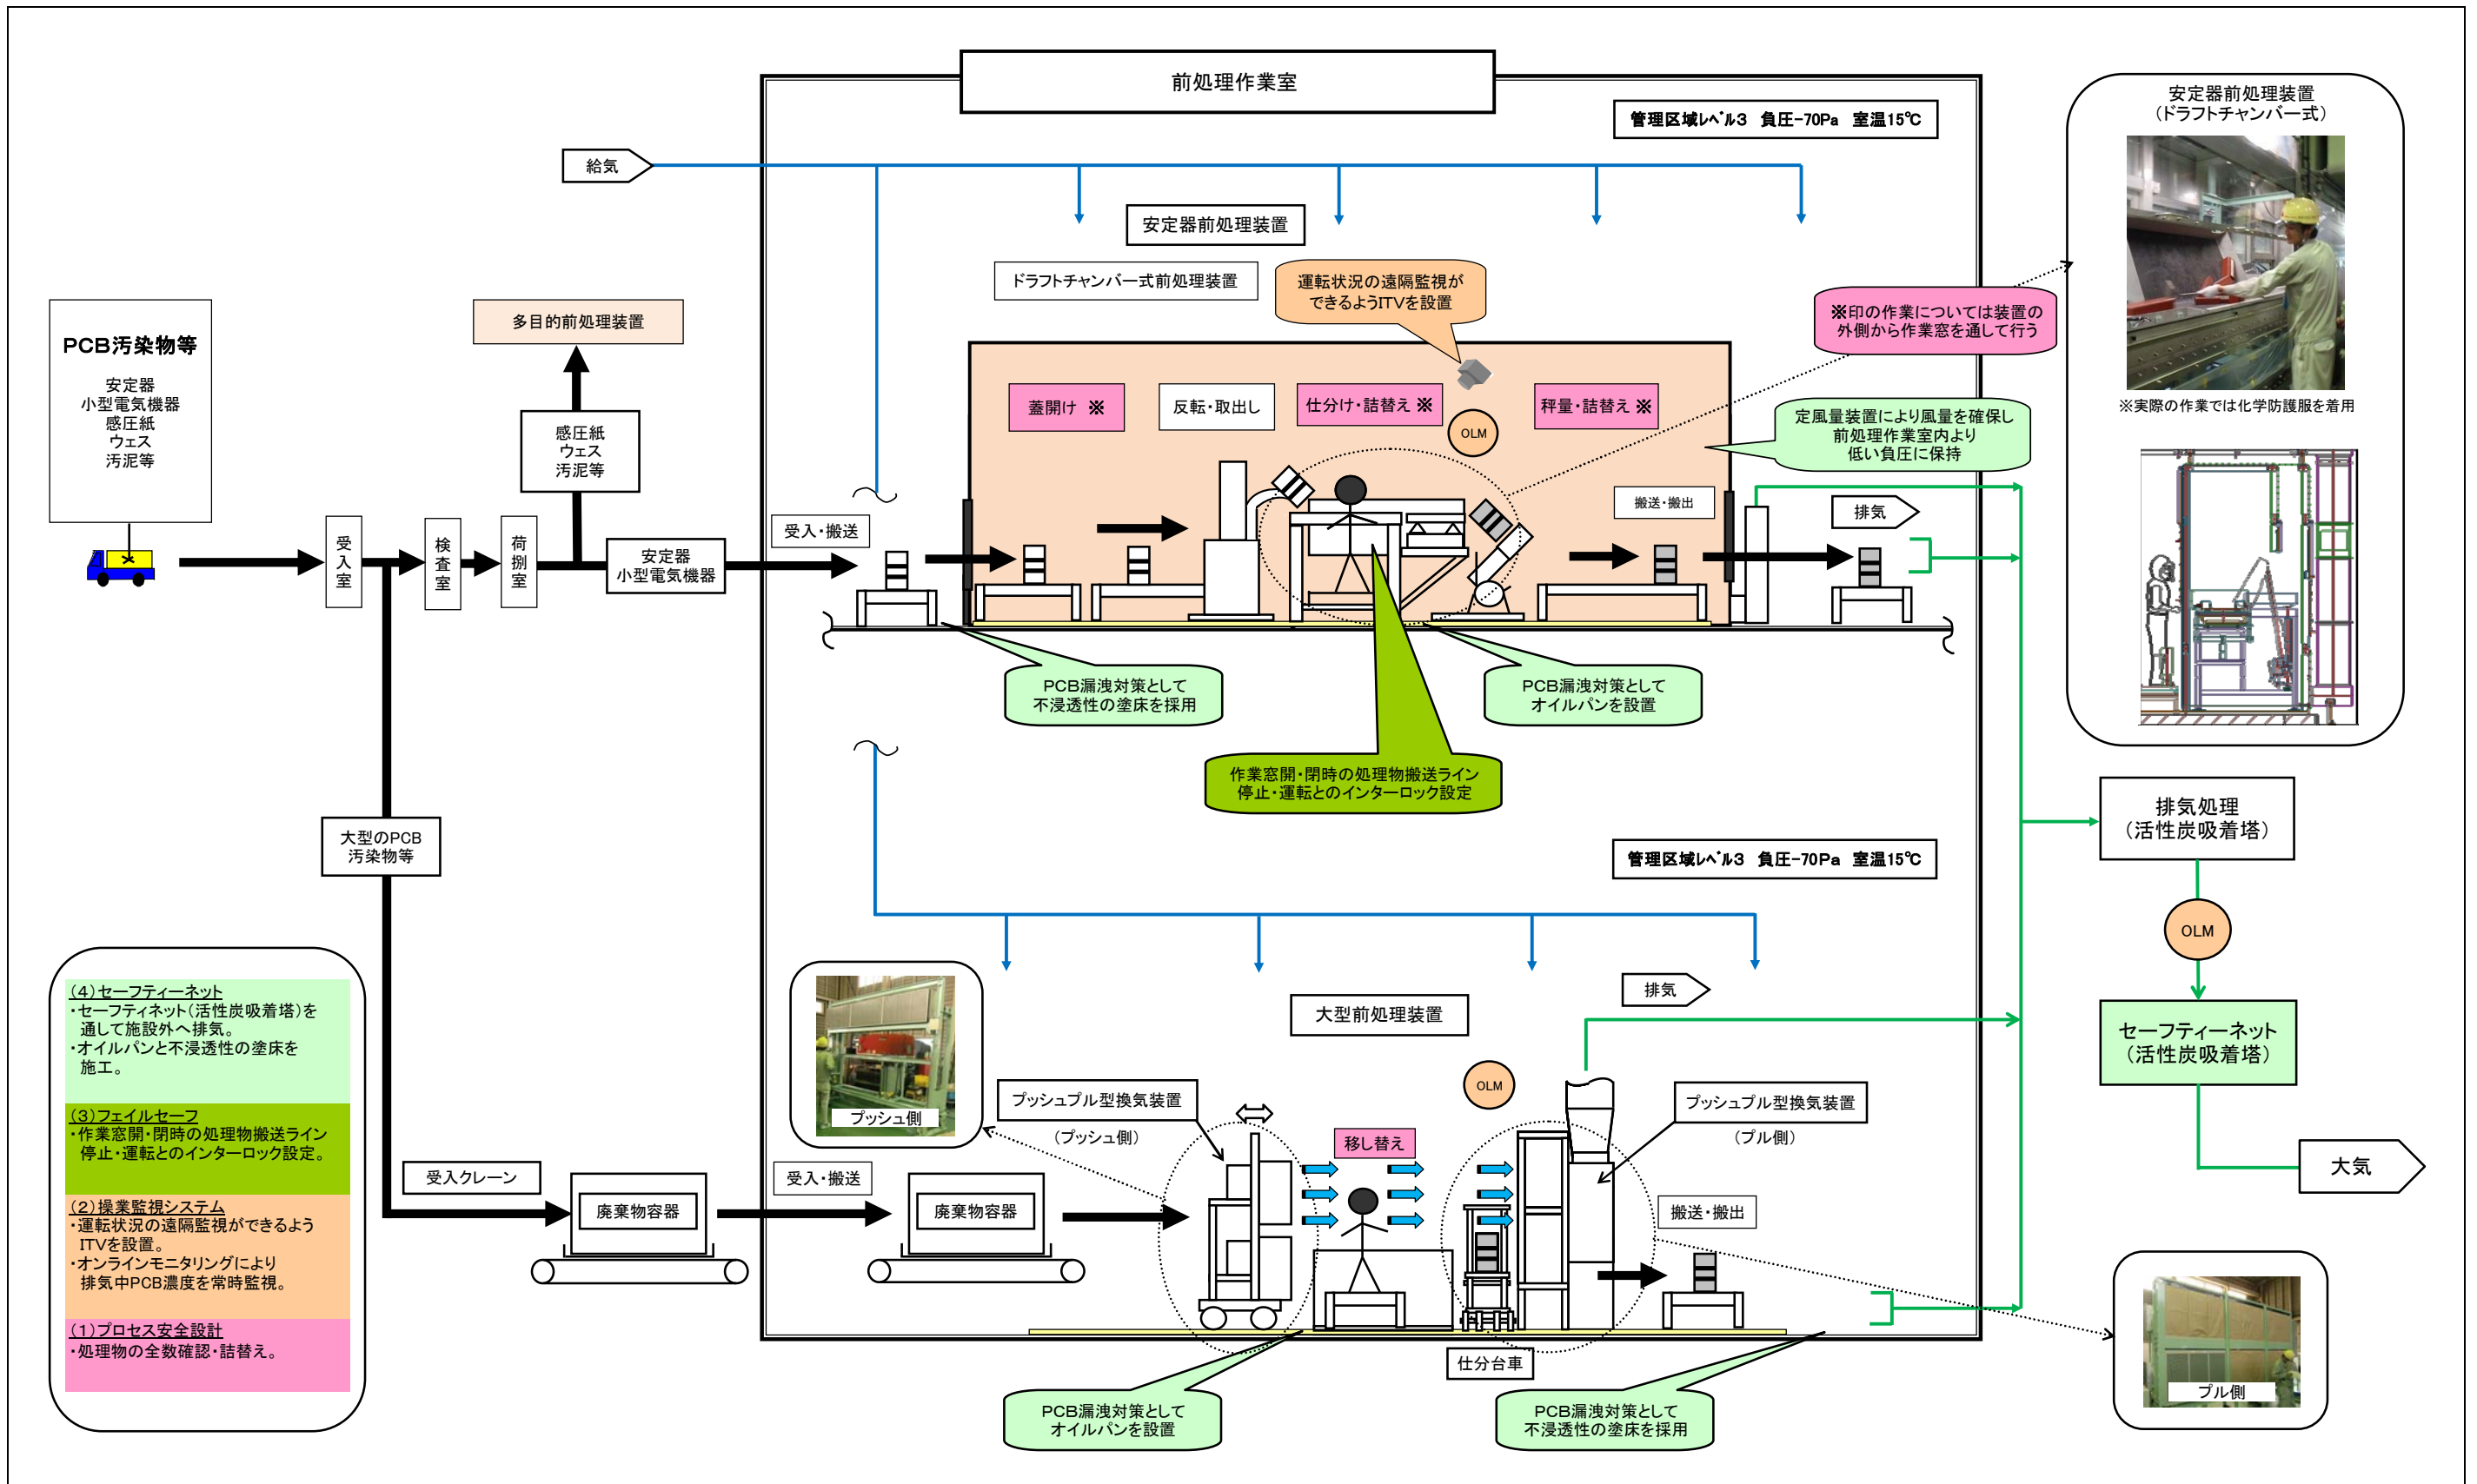 前処理作業室
管理区域ﾚﾍﾞﾙ3 負圧-70Pa 室温15℃
給気
安定器前処理装置
ドラフトチャンバー式前処理装置
運転状況の遠隔監視が
できるようITVを設置
※印の作業については装置の
外側から作業窓を通して行う
安定器前処理装置
（ドラフトチャンバー式）
※実際の作業では化学防護服を着用
PCB汚染物等
安定器
小型電気機器
感圧紙
ウェス
汚泥等
多目的前処理装置
感圧紙
ウェス
汚泥等
受入室
検査室
荷捌室
安定器
小型電気機器
受入・搬送
蓋開け ※
反転・取出し
仕分け・詰替え ※
OLM
秤量・詰替え ※
定風量装置により風量を確保し
前処理作業室内より
低い負圧に保持
搬送・搬出
排気
PCB漏洩対策として
不浸透性の塗床を採用
PCB漏洩対策として
オイルパンを設置
作業窓開・閉時の処理物搬送ライン
停止・運転とのインターロック設定
大型のPCB
汚染物等
管理区域ﾚﾍﾞﾙ3 負圧-70Pa 室温15℃
排気処理
（活性炭吸着塔）
OLM
セーフティーネット
（活性炭吸着塔）
大気
排気
大型前処理装置
プッシュ側
プッシュプル型換気装置
（プッシュ側）
移し替え
OLM
プッシュプル型換気装置
（プル側）
受入クレーン
廃棄物容器
受入・搬送
廃棄物容器
搬送・搬出
仕分台車
プル側
PCB漏洩対策として
オイルパンを設置
PCB漏洩対策として
不浸透性の塗床を採用
（4）セーフティーネット
・セーフティネット（活性炭吸着塔）を
通して施設外へ排気。
・オイルパンと不浸透性の塗床を
施工。
（3）フェイルセーフ
・作業窓開・閉時の処理物搬送ライン
停止・運転とのインターロック設定。
（2）操業監視システム
・運転状況の遠隔監視ができるよう
ITVを設置。
・オンラインモニタリングにより
排気中PCB濃度を常時監視。
（1）プロセス安全設計
・処理物の全数確認・詰替え。